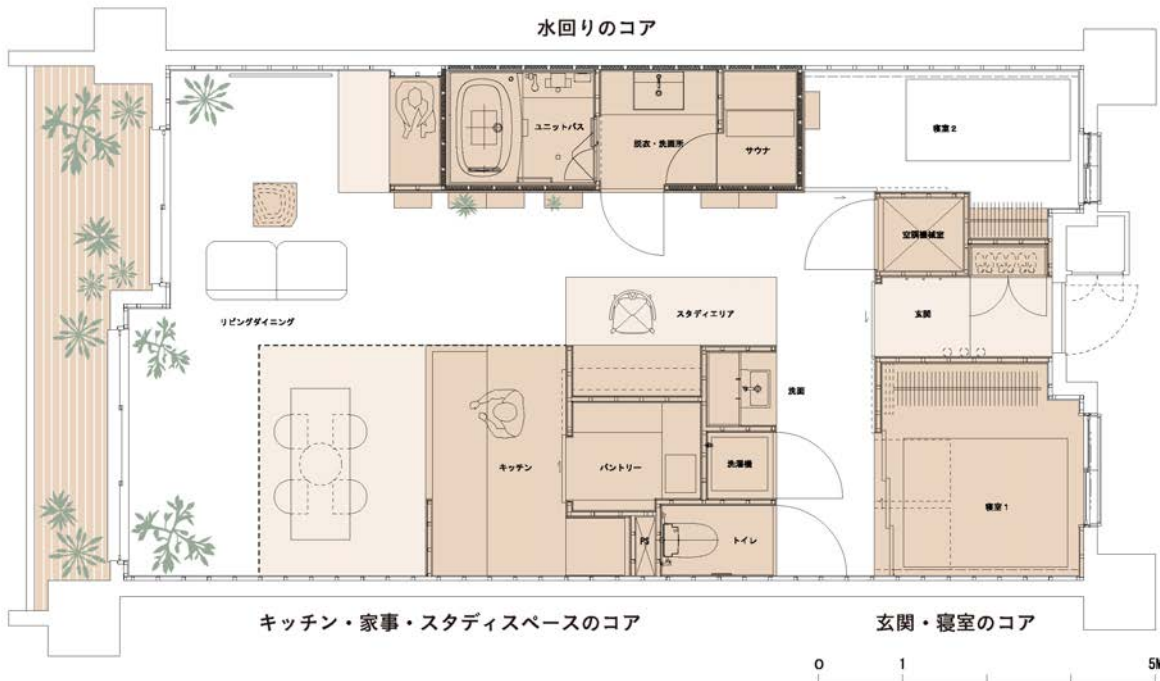 水回りのコア
ユニットバス
脱衣・洗面所
サウナ
寝室2
空調機械室
玄関
リビングダイニング
スタディエリア
洗面
キッチン
パントリー
洗濯機
寝室1
PS
トイレ
キッチン・家事・スタディスペースのコア
玄関・寝室のコア
0 1 5M